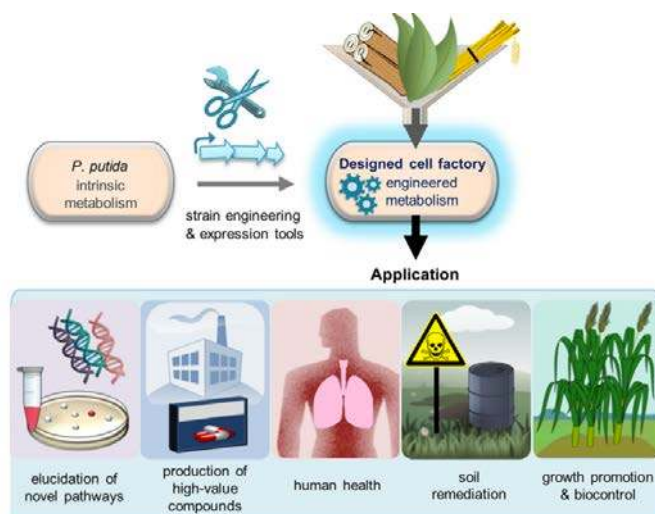 P. putida
intrinsic
metabolism
strain engineering
& expression tools
Designed cell factory
engineered
metabolism
Application
elucidation of
novel pathways
production of
high-value
compounds
human health
soil
remediation
growth promotion
& biocontrol